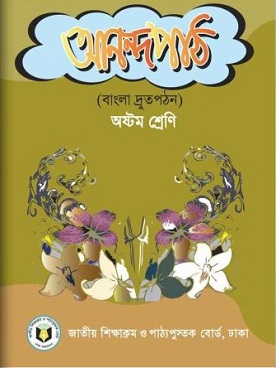 আনন্দপাঠ
(বাংলা দ্রুতপঠন)
অষ্টম শ্রেণি
জাতীয় শিক্ষাক্রম ও পাঠ্যপুস্তক বোর্ড, ঢাকা